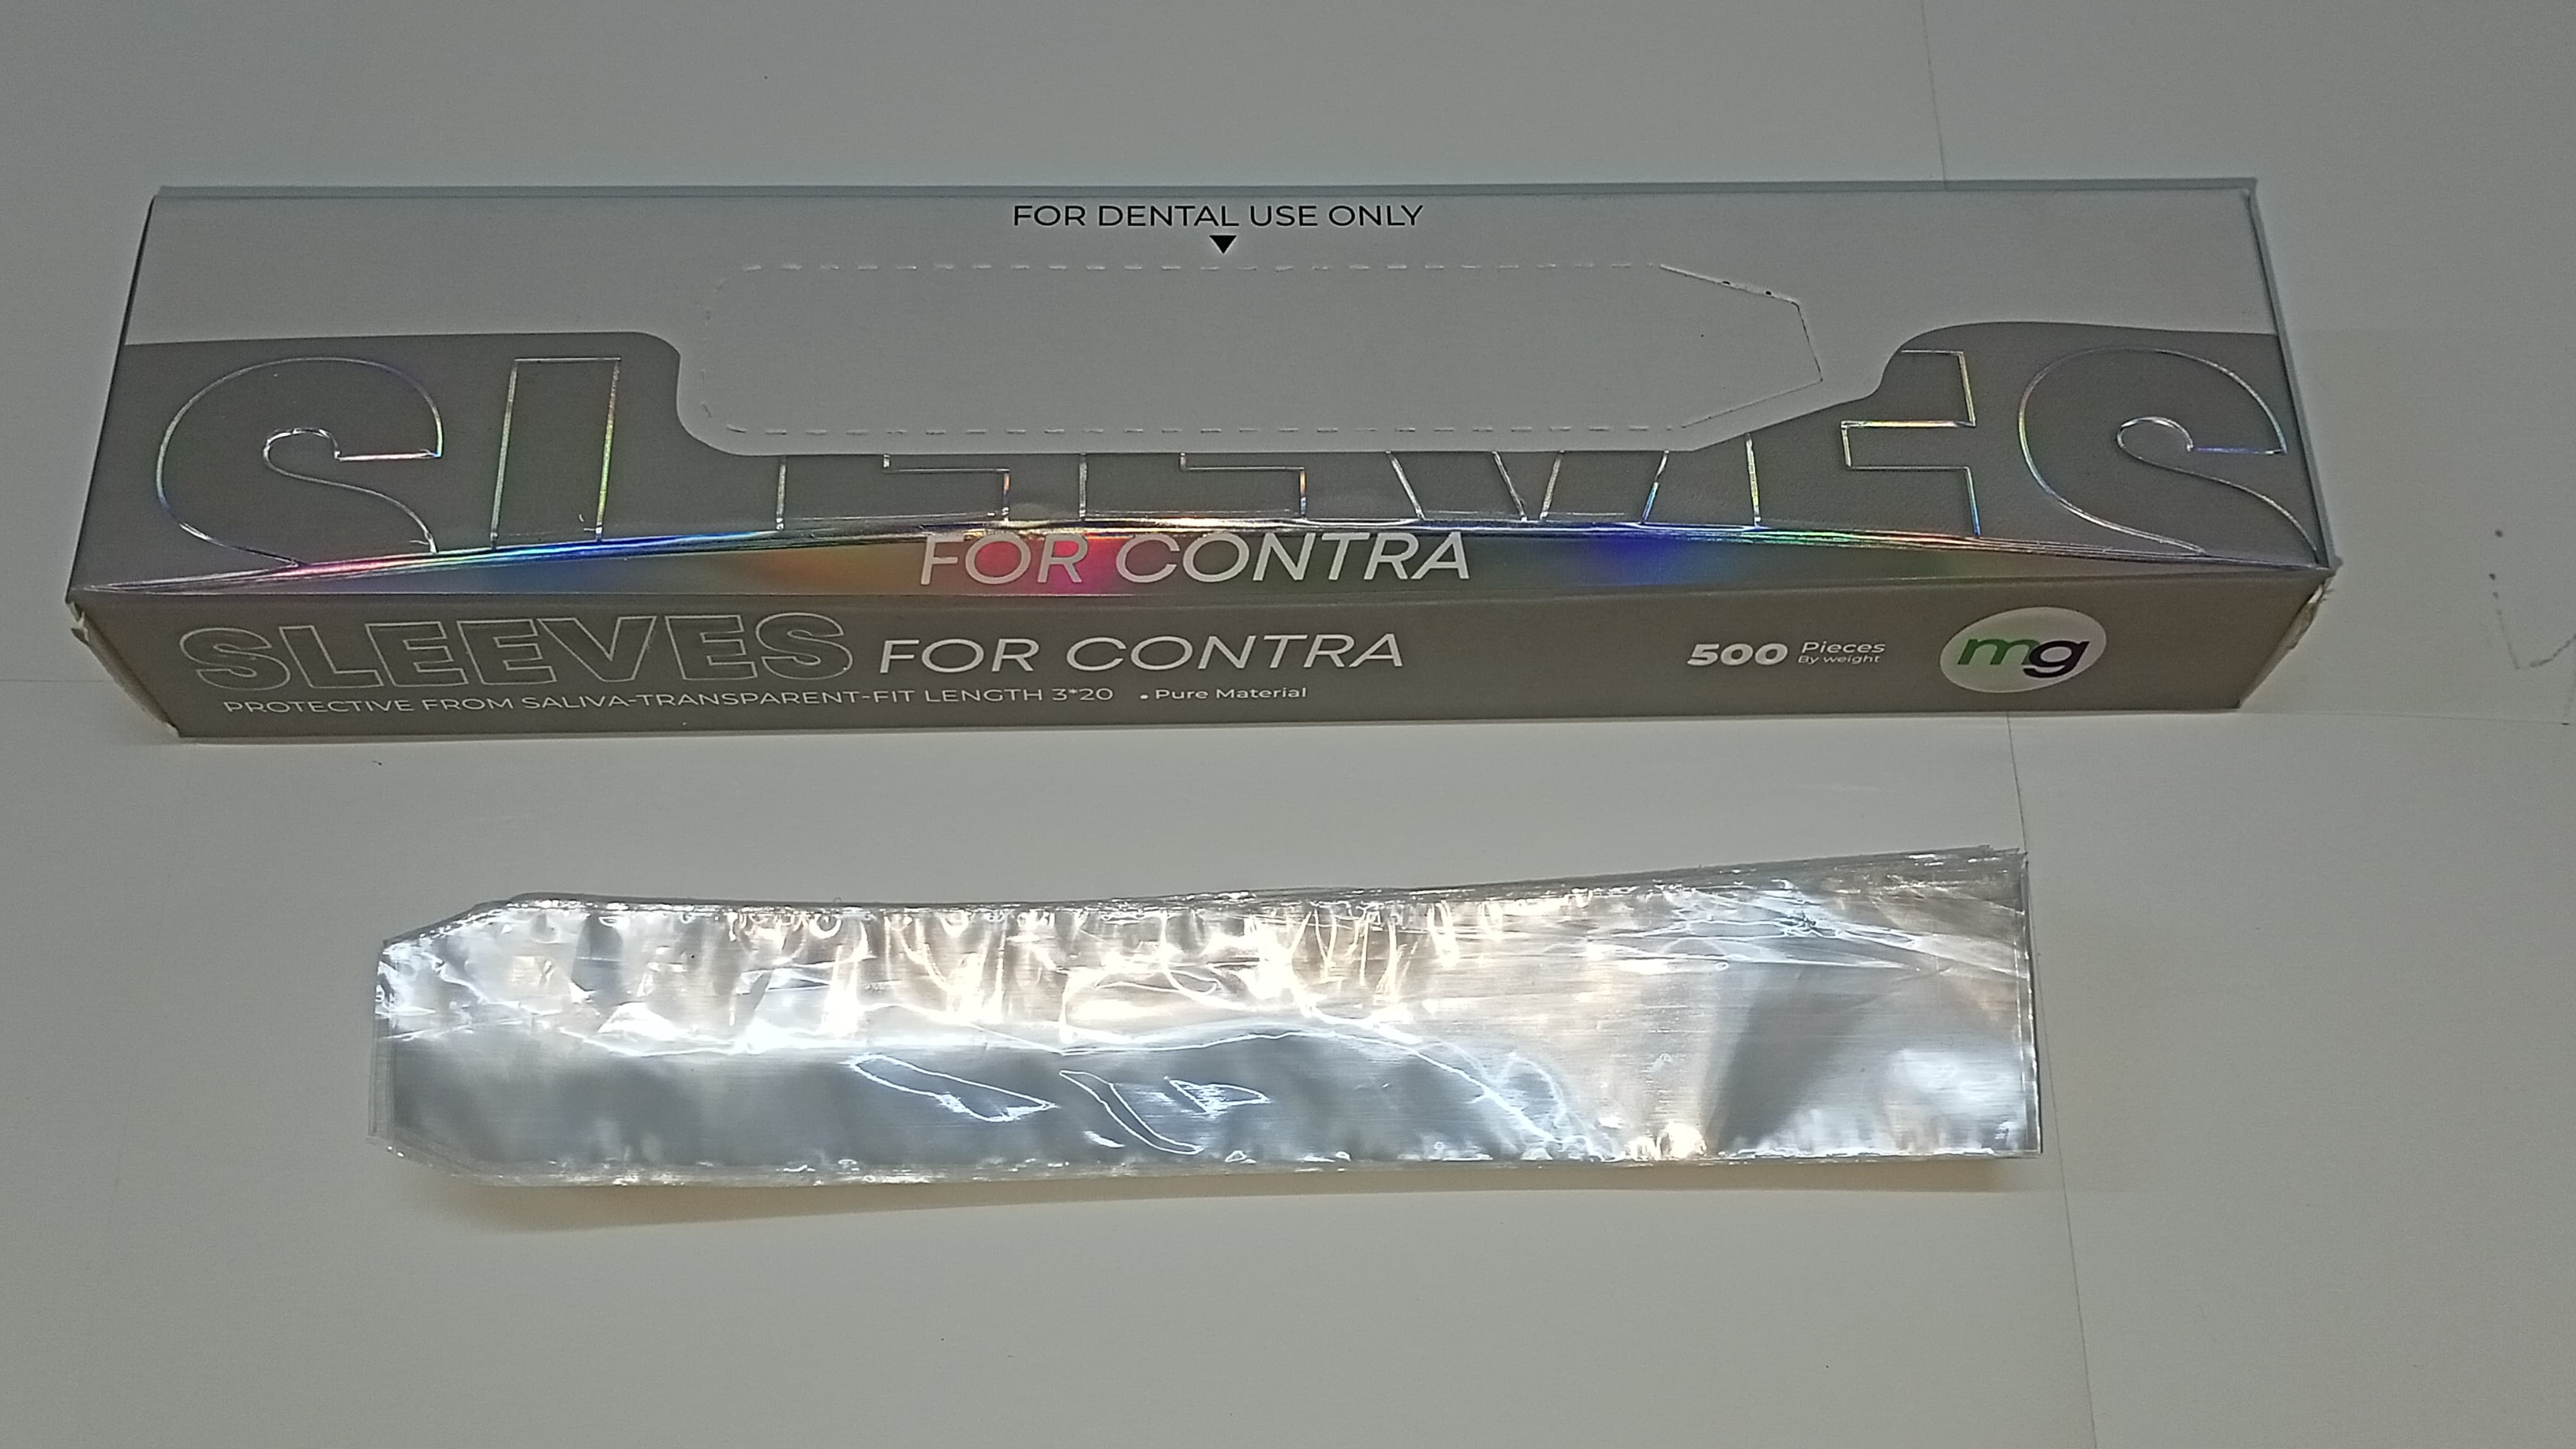 FOR DENTAL USE ONLY
SLEEVES
FOR CONTRA
SLEEVES FOR CONTRA
500 Pieces
By weight
mg
PROTECTIVE FROM SALIVA-TRANSPARENT-FIT LENGTH 3*20 • Pure Material